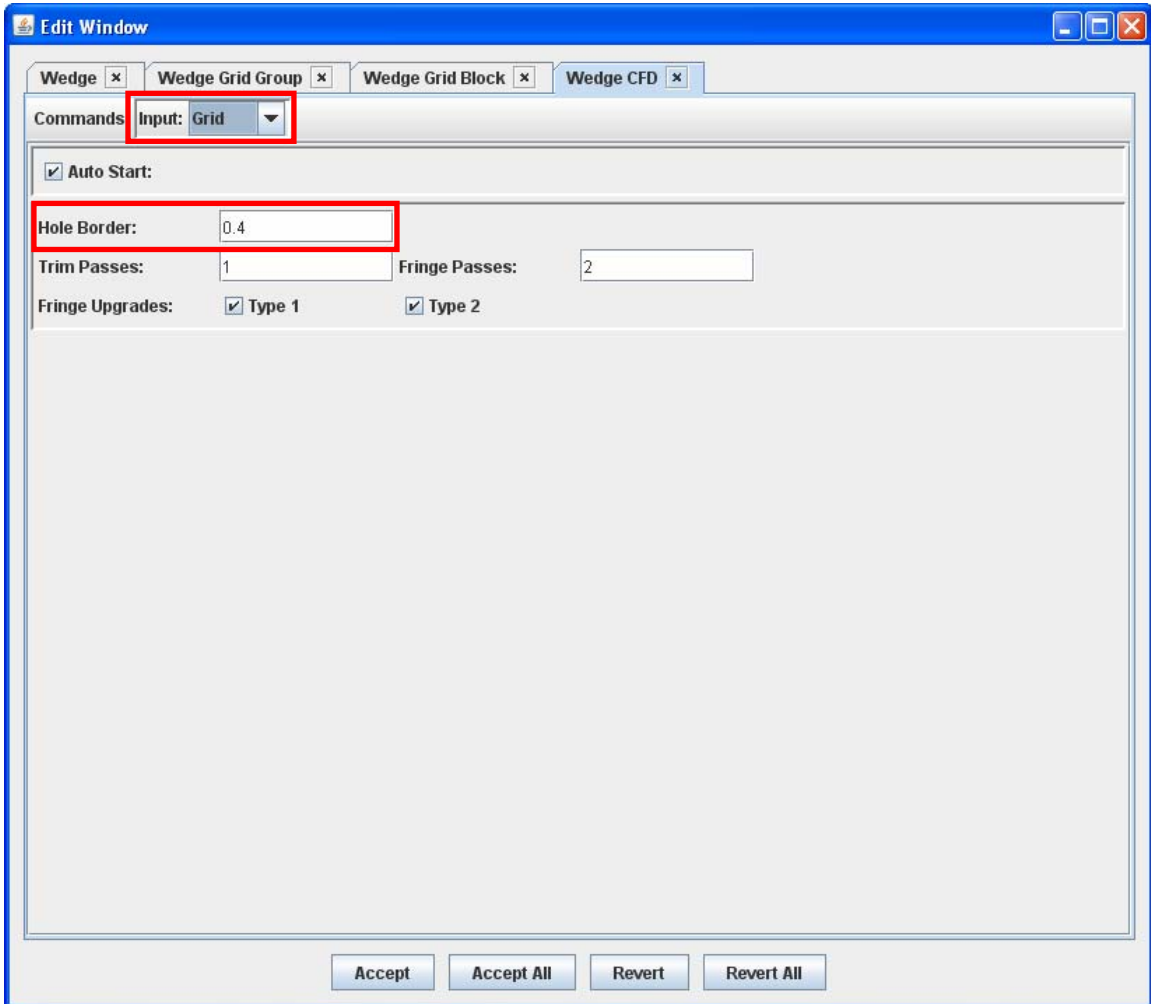 Edit Window
Wedge Wedge Grid Group Wedge Grid Block Wedge CFD
Commands Input: Grid
Auto Start:
Hole Border: 0.4
Trim Passes: 1 Fringe Passes: 2
Fringe Upgrades: Type 1 Type 2
Accept Accept All Revert Revert All